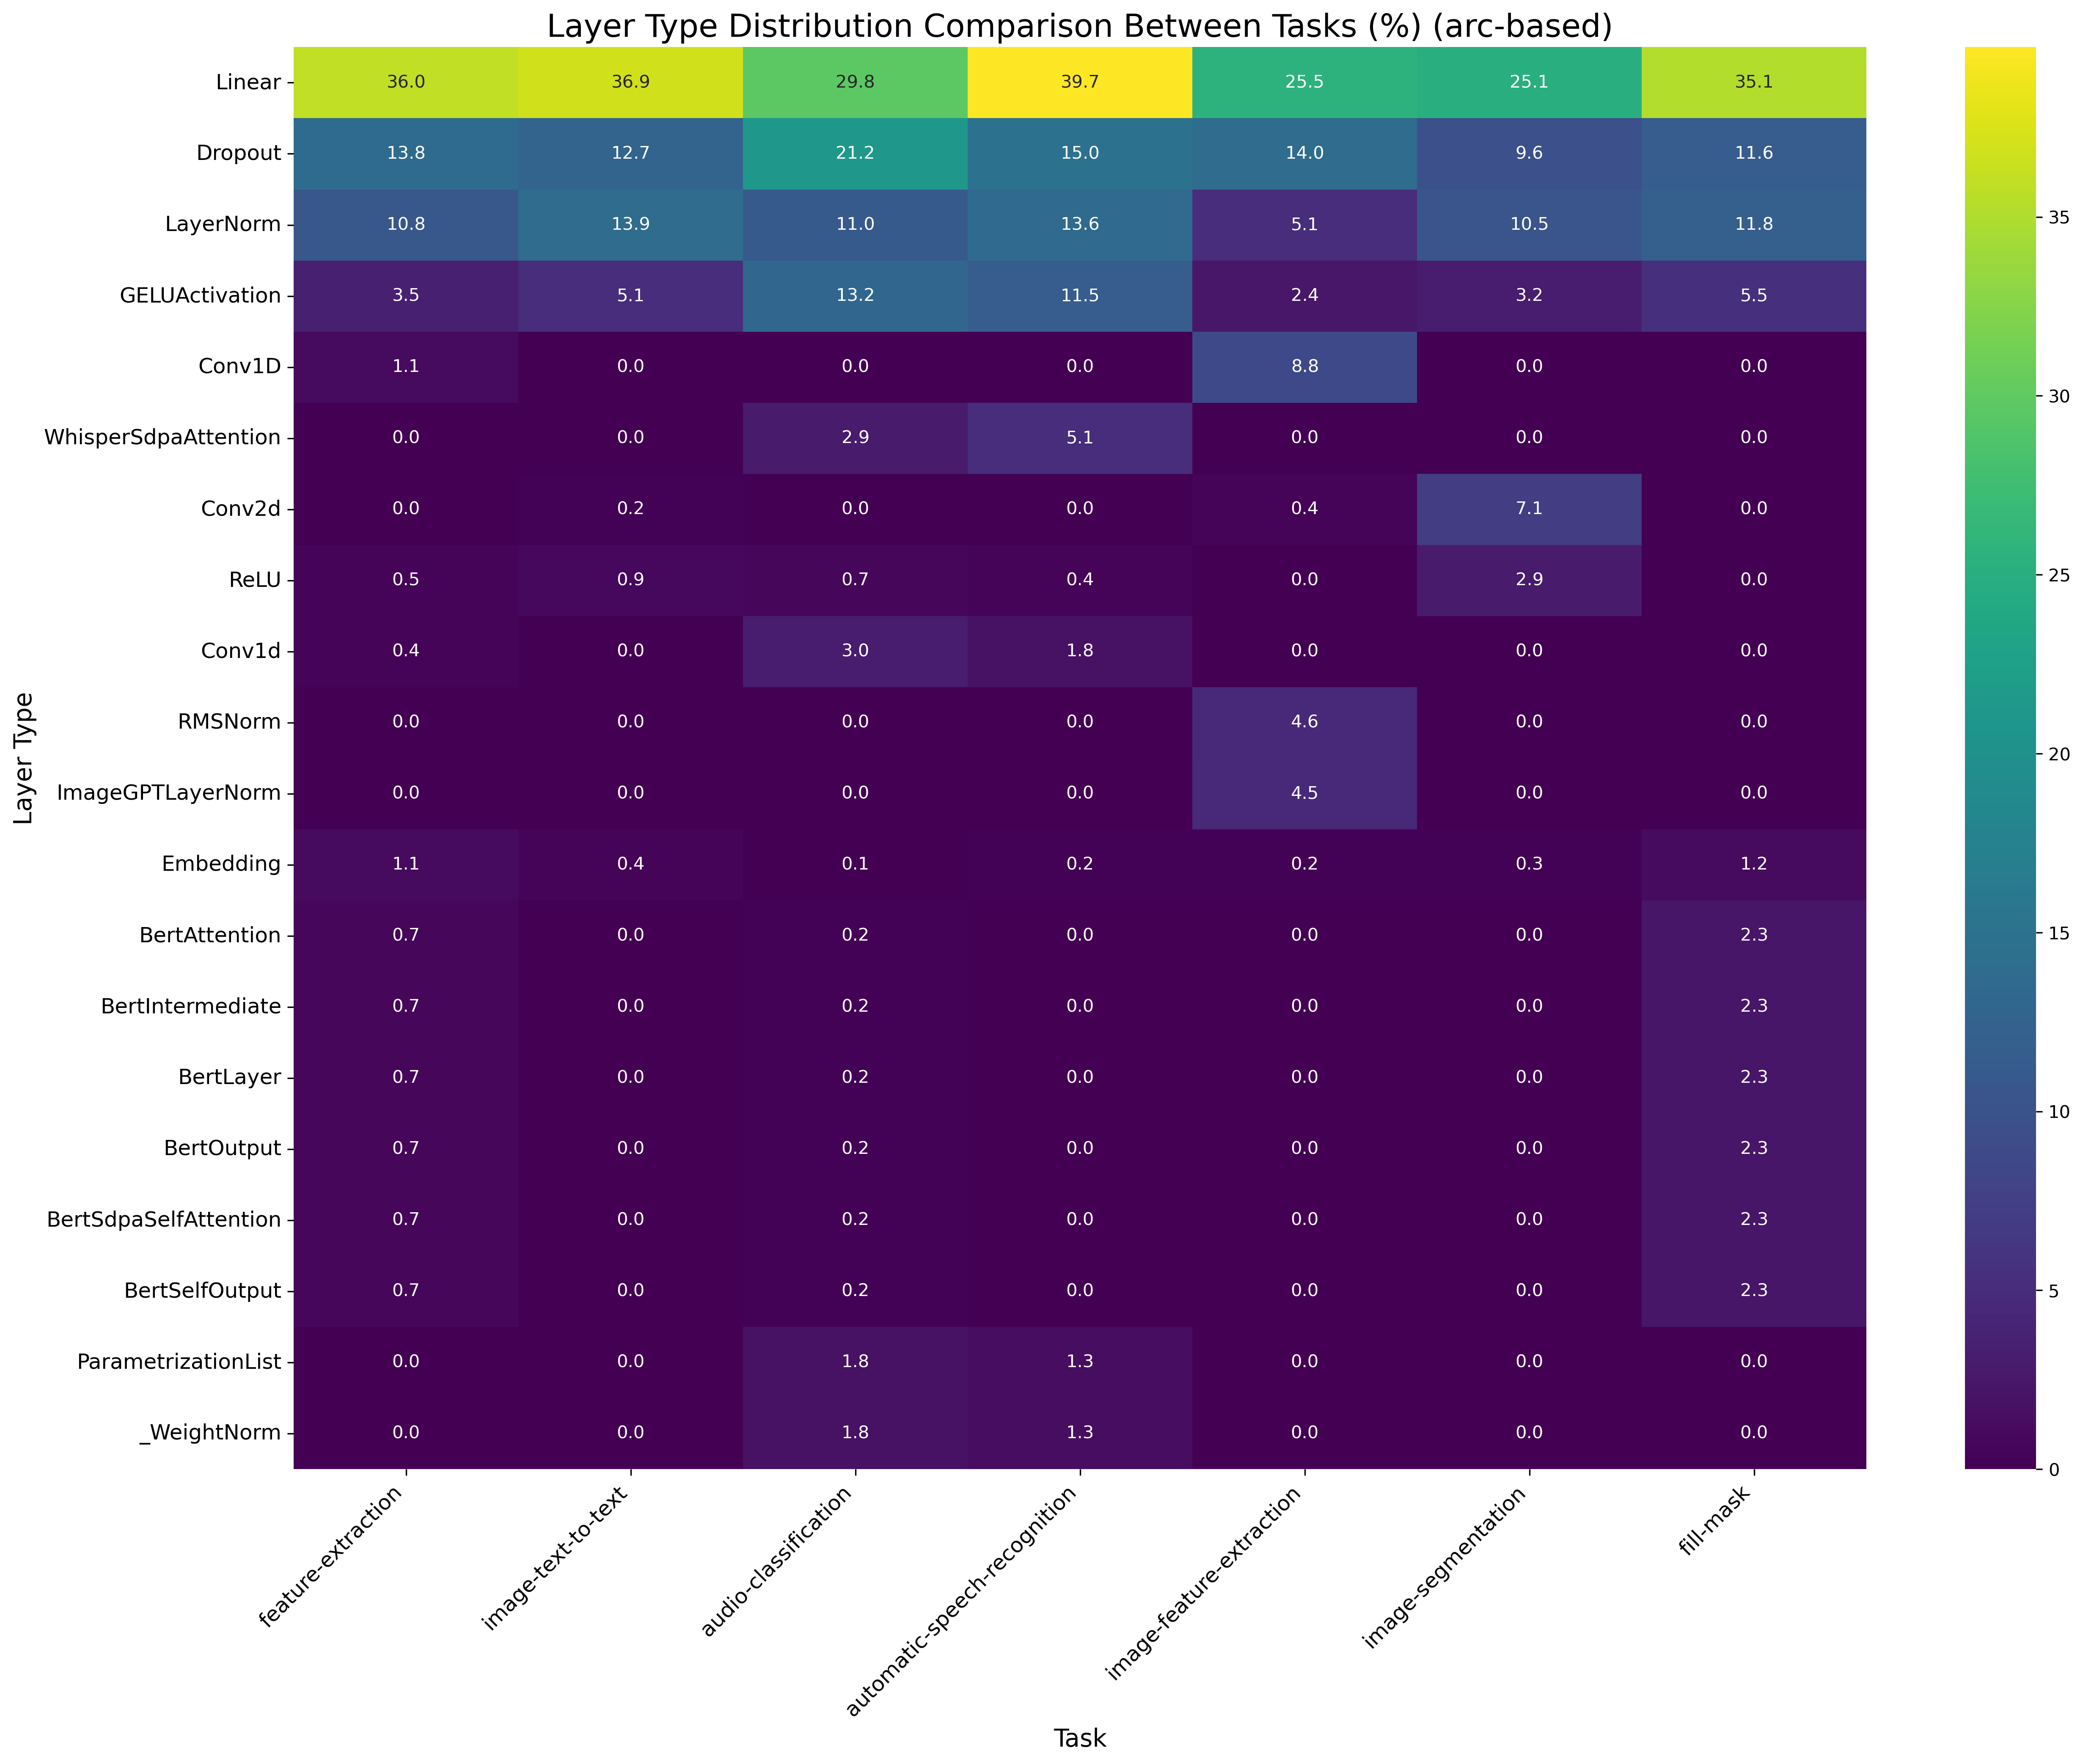 Layer Type Distribution Comparison Between Tasks (%) (arc-based)
Layer Type
Linear 36.0 36.9 29.8 39.7 25.5 25.1 35.1
Dropout 13.8 12.7 21.2 15.0 14.0 9.6 11.6
LayerNorm 10.8 13.9 11.0 13.6 5.1 10.5 11.8
GELUActivation 3.5 5.1 13.2 11.5 2.4 3.2 5.5
Conv1D 1.1 0.0 0.0 0.0 8.8 0.0 0.0
WhisperSdpaAttention 0.0 0.0 2.9 5.1 0.0 0.0 0.0
Conv2d 0.0 0.2 0.0 0.0 0.4 7.1 0.0
ReLU 0.5 0.9 0.7 0.4 0.0 2.9 0.0
Conv1d 0.4 0.0 3.0 1.8 0.0 0.0 0.0
RMSNorm 0.0 0.0 0.0 0.0 4.6 0.0 0.0
ImageGPTLayerNorm 0.0 0.0 0.0 0.0 4.5 0.0 0.0
Embedding 1.1 0.4 0.1 0.2 0.2 0.3 1.2
BertAttention 0.7 0.0 0.2 0.0 0.0 0.0 2.3
BertIntermediate 0.7 0.0 0.2 0.0 0.0 0.0 2.3
BertLayer 0.7 0.0 0.2 0.0 0.0 0.0 2.3
BertOutput 0.7 0.0 0.2 0.0 0.0 0.0 2.3
BertSdpaSelfAttention 0.7 0.0 0.2 0.0 0.0 0.0 2.3
BertSelfOutput 0.7 0.0 0.2 0.0 0.0 0.0 2.3
ParametrizationList 0.0 0.0 1.8 1.3 0.0 0.0 0.0
_WeightNorm 0.0 0.0 1.8 1.3 0.0 0.0 0.0
feature-extraction
image-text-to-text
audio-classification
automatic-speech-recognition
image-feature-extraction
image-segmentation
fill-mask
Task
35
30
25
20
15
10
5
0